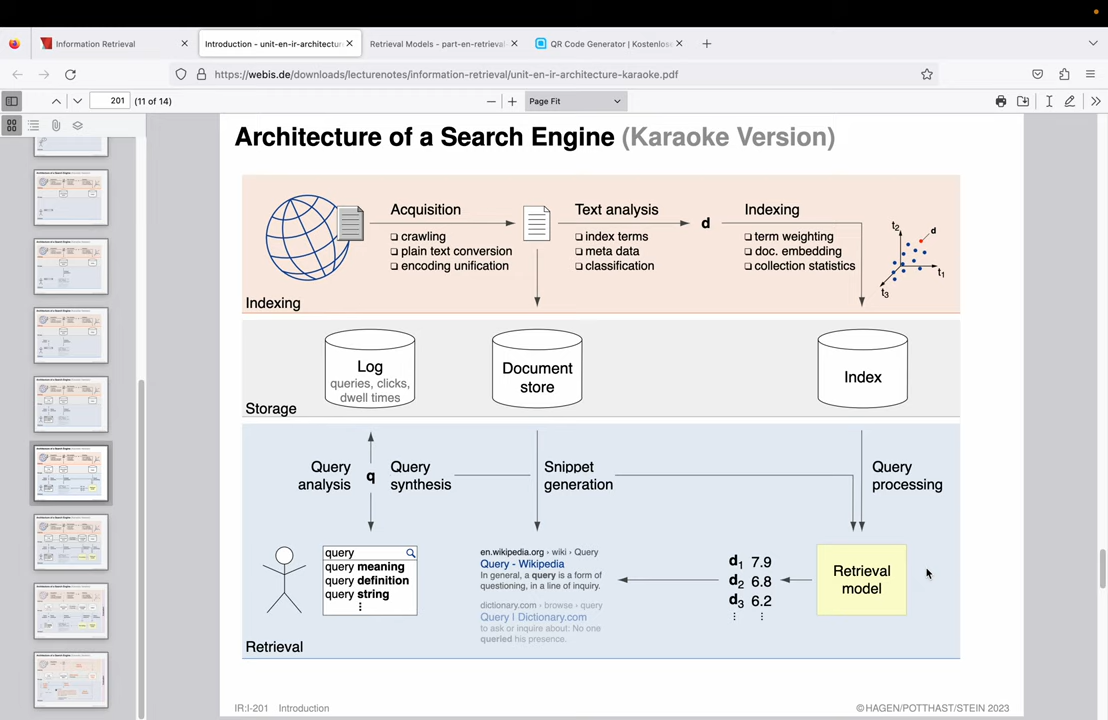 Information Retrieval
Introduction - unit-en-ir-architectur
Retrieval Models - part-en-retrieva
QR Code Generator | Kostenlos
https://webis.de/downloads/lecturenotes/information-retrieval/unit-en-ir-architecture-karaoke.pdf
201 (11 of 14)
Page Fit
Architecture of a Search Engine (Karaoke Version)
Acquisition
crawling
plain text conversion
encoding unification
Text analysis
index terms
meta data
classification
d
Indexing
term weighting
doc. embedding
collection statistics
t2
d
t1
t3
Indexing
Log
queries, clicks,
dwell times
Document
store
Index
Storage
Query
analysis
q
Query
synthesis
Snippet
generation
Query
processing
query
query meaning
query definition
query string
⋮
en.wikipedia.org › wiki › Query
Query - Wikipedia
In general, a query is a form of
questioning, in a line of inquiry.
dictionary.com › browse › query
Query | Dictionary.com
to ask or inquire about: No one
queried his presence.
d1 7.9
d2 6.8
d3 6.2
⋮ ⋮
Retrieval
model
Retrieval
IR:I-201 Introduction
©HAGEN/POTTHAST/STEIN 2023